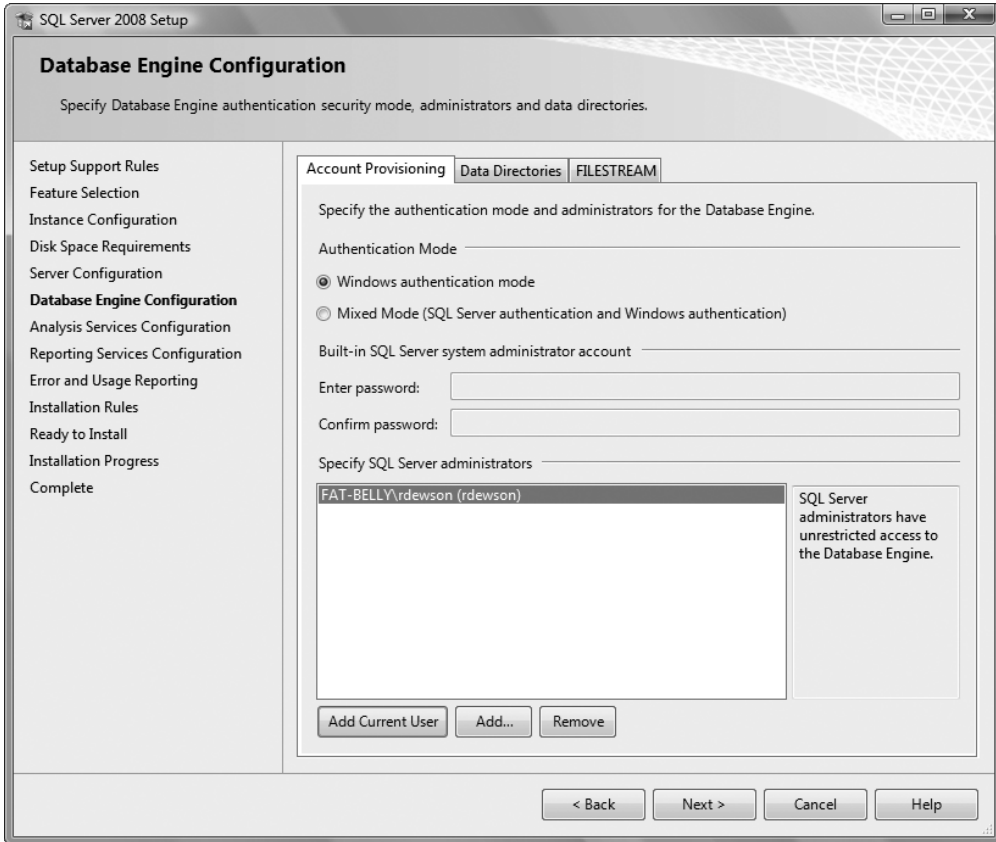 SQL Server 2008 Setup
Database Engine Configuration
Specify Database Engine authentication security mode, administrators and data directories.
Setup Support Rules
Feature Selection
Instance Configuration
Disk Space Requirements
Server Configuration
Database Engine Configuration
Analysis Services Configuration
Reporting Services Configuration
Error and Usage Reporting
Installation Rules
Ready to Install
Installation Progress
Complete
Account Provisioning
Data Directories
FILESTREAM
Specify the authentication mode and administrators for the Database Engine.
Authentication Mode
Windows authentication mode
Mixed Mode (SQL Server authentication and Windows authentication)
Built-in SQL Server system administrator account
Enter password:
Confirm password:
Specify SQL Server administrators
FAT-BELLY\rdewson (rdewson)
SQL Server
administrators have
unrestricted access to
the Database Engine.
Add Current User
Add...
Remove
< Back
Next >
Cancel
Help